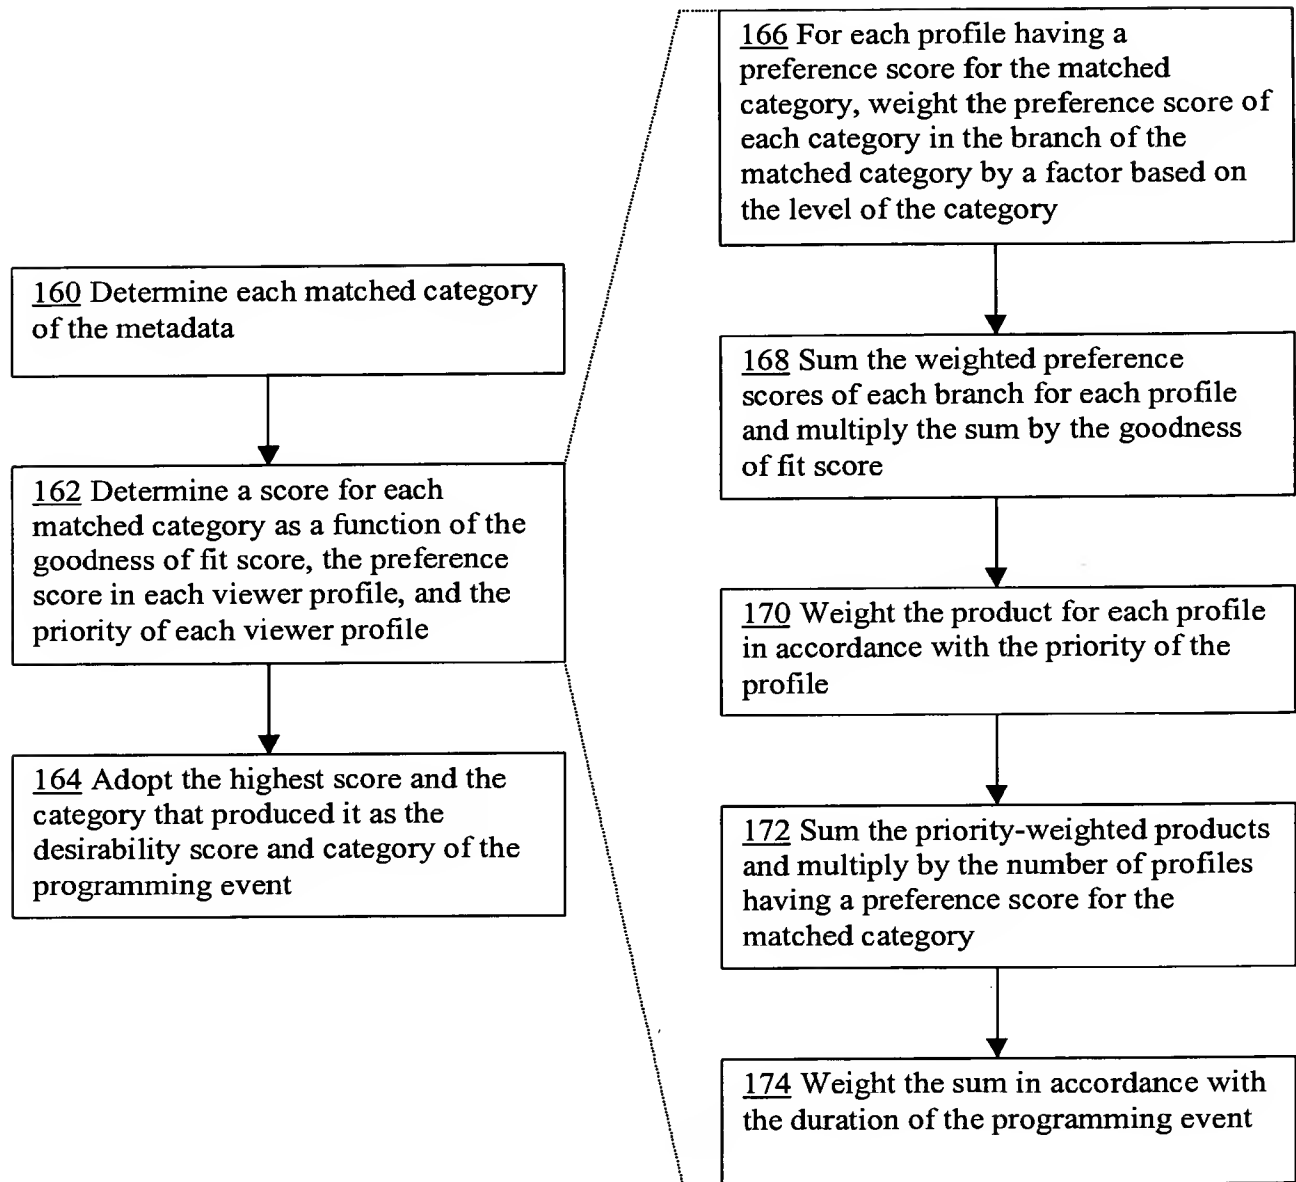 160 Determine each matched category
of the metadata
162 Determine a score for each
matched category as a function of the
goodness of fit score, the preference
score in each viewer profile, and the
priority of each viewer profile
164 Adopt the highest score and the
category that produced it as the
desirability score and category of the
programming event
166 For each profile having a
preference score for the matched
category, weight the preference score of
each category in the branch of the
matched category by a factor based on
the level of the category
168 Sum the weighted preference
scores of each branch for each profile
and multiply the sum by the goodness
of fit score
170 Weight the product for each profile
in accordance with the priority of the
profile
172 Sum the priority-weighted products
and multiply by the number of profiles
having a preference score for the
matched category
174 Weight the sum in accordance with
the duration of the programming event